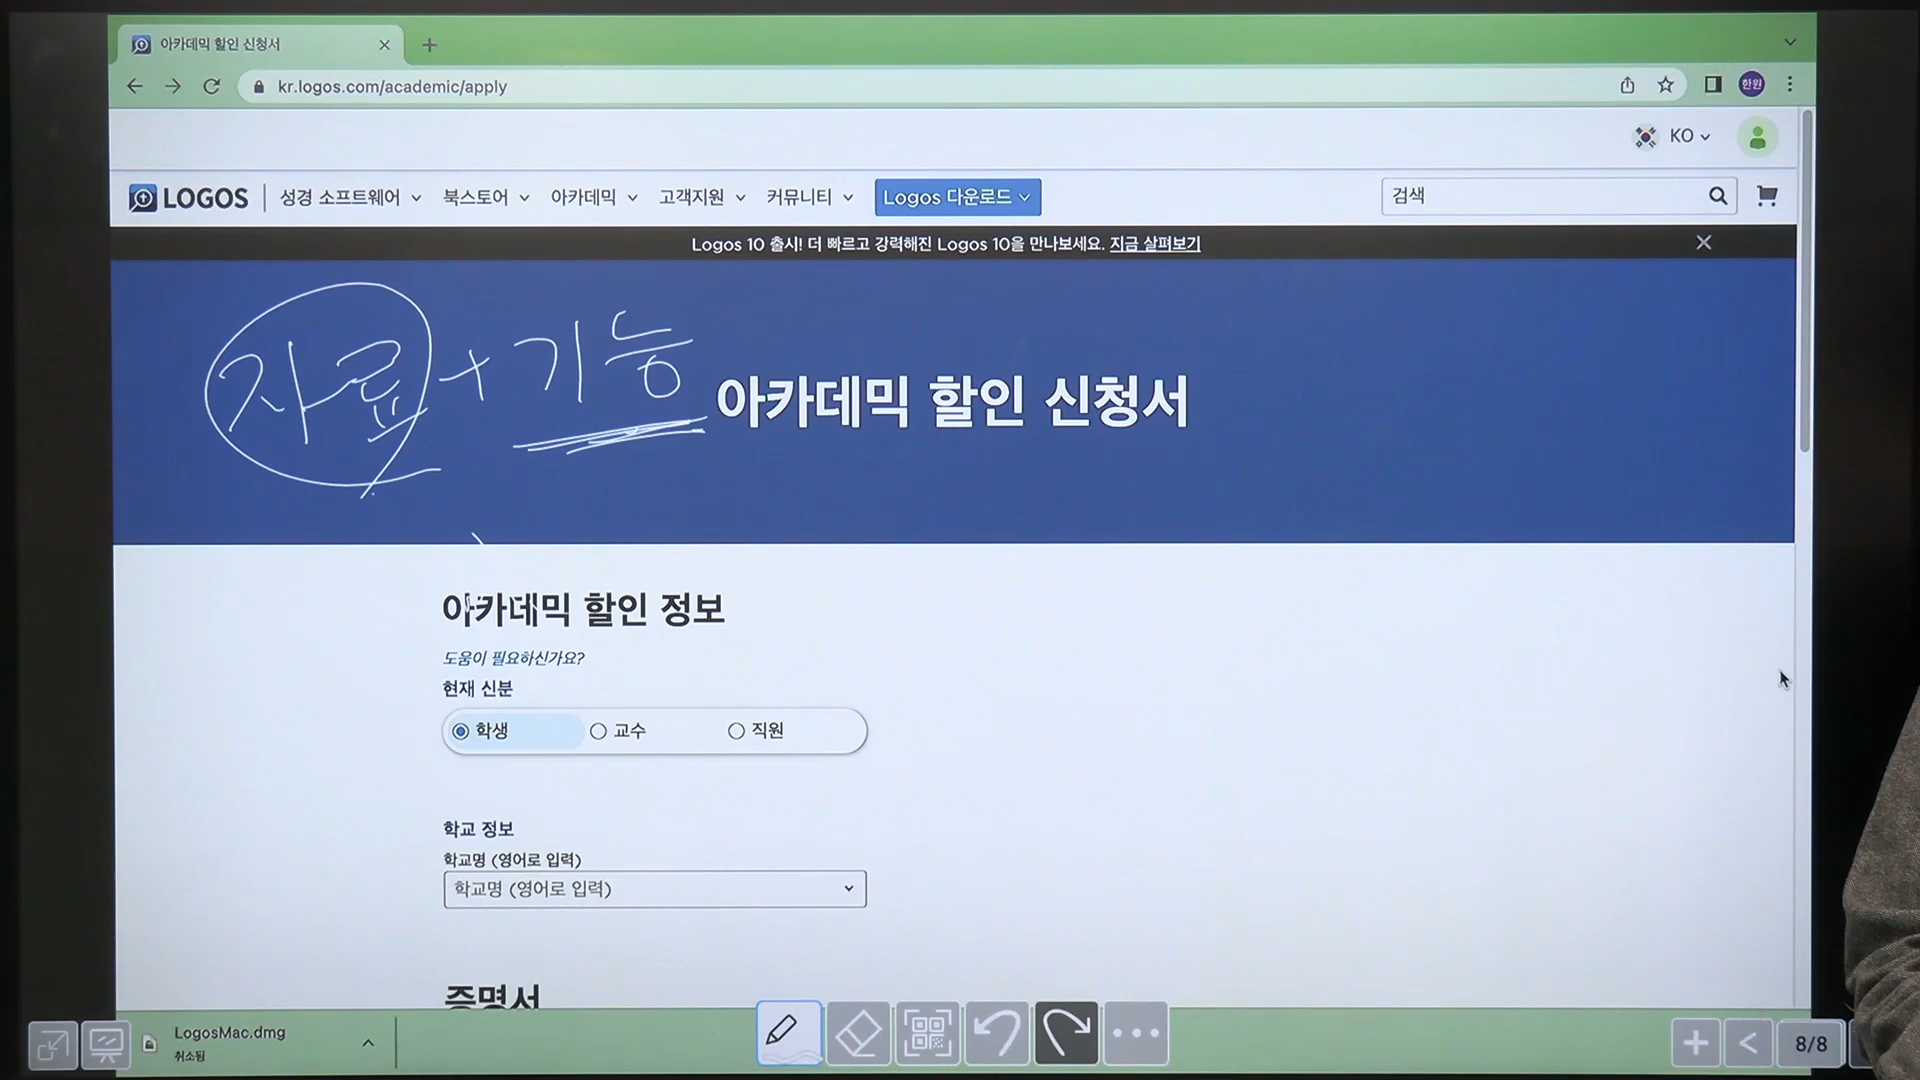 아카데믹 할인 신청서
kr.logos.com/academic/apply
한원
KO
LOGOS
성경 소프트웨어
북스토어
아카데믹
고객지원
커뮤니티
Logos 다운로드
검색
Logos 10 출시! 더 빠르고 강력해진 Logos 10을 만나보세요. 지금 살펴보기
자료 + 기능
아카데믹 할인 신청서
아카데믹 할인 정보
도움이 필요하신가요?
현재 신분
학생
교수
직원
학교 정보
학교명 (영어로 입력)
학교명 (영어로 입력)
증명서
LogosMac.dmg
취소됨
8/8